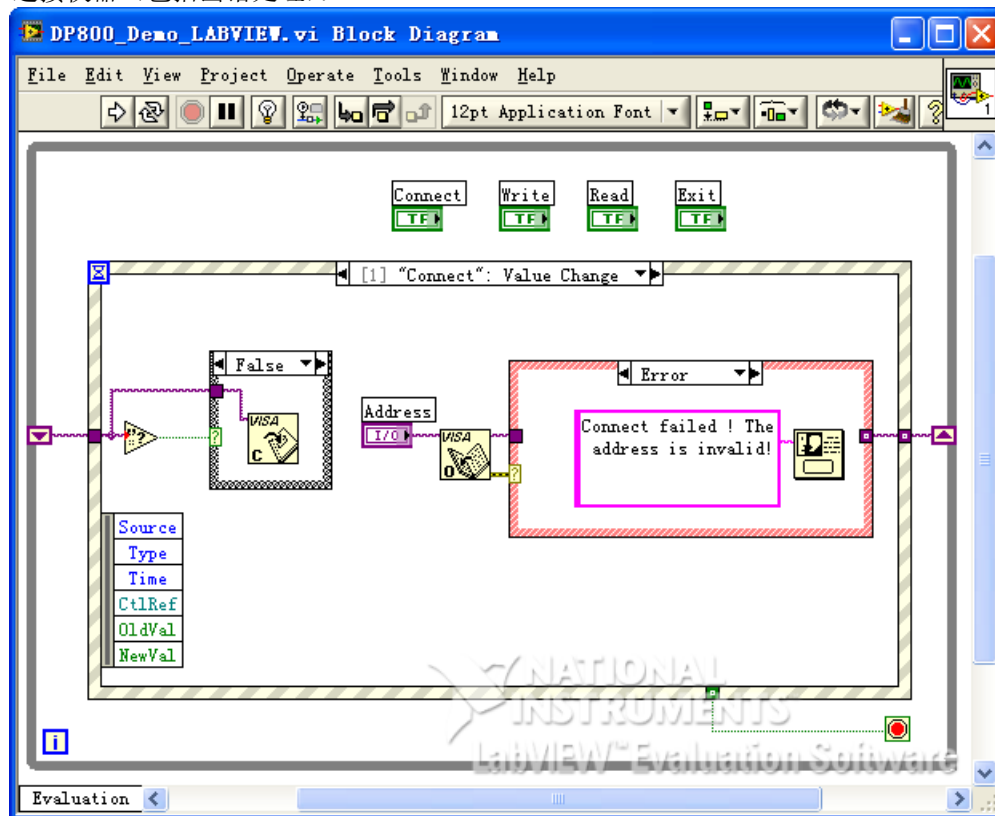 DP800_Demo_LABVIEW.vi Block Diagram
File Edit View Project Operate Tools Window Help
12pt Application Font
1
Connect Write Read Exit
TF TF TF TF
[1] "Connect": Value Change
False
Error
?
VISA
C
?
Address
I/O
VISA
O
?
Connect failed ! The
address is invalid!
Source
Type
Time
CtlRef
OldVal
NewVal
NATIONAL
INSTRUMENTS
LabVIEW™ Evaluation Software
i
Evaluation